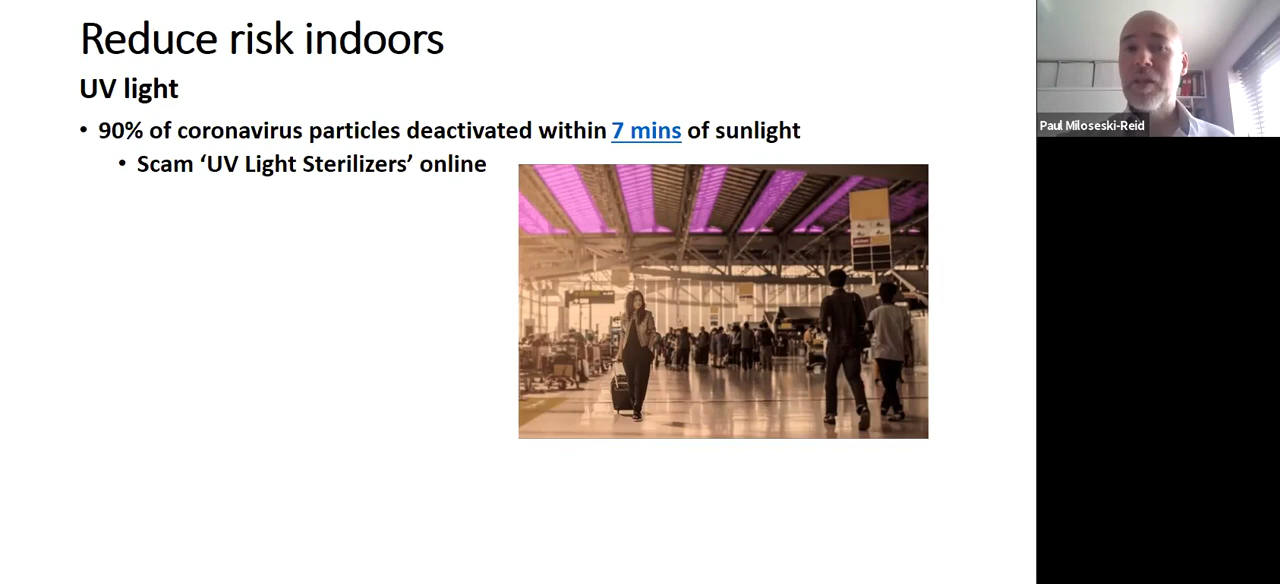 Reduce risk indoors
UV light
• 90% of coronavirus particles deactivated within 7 mins of sunlight
• Scam ‘UV Light Sterilizers’ online
Paul Miloseski-Reid